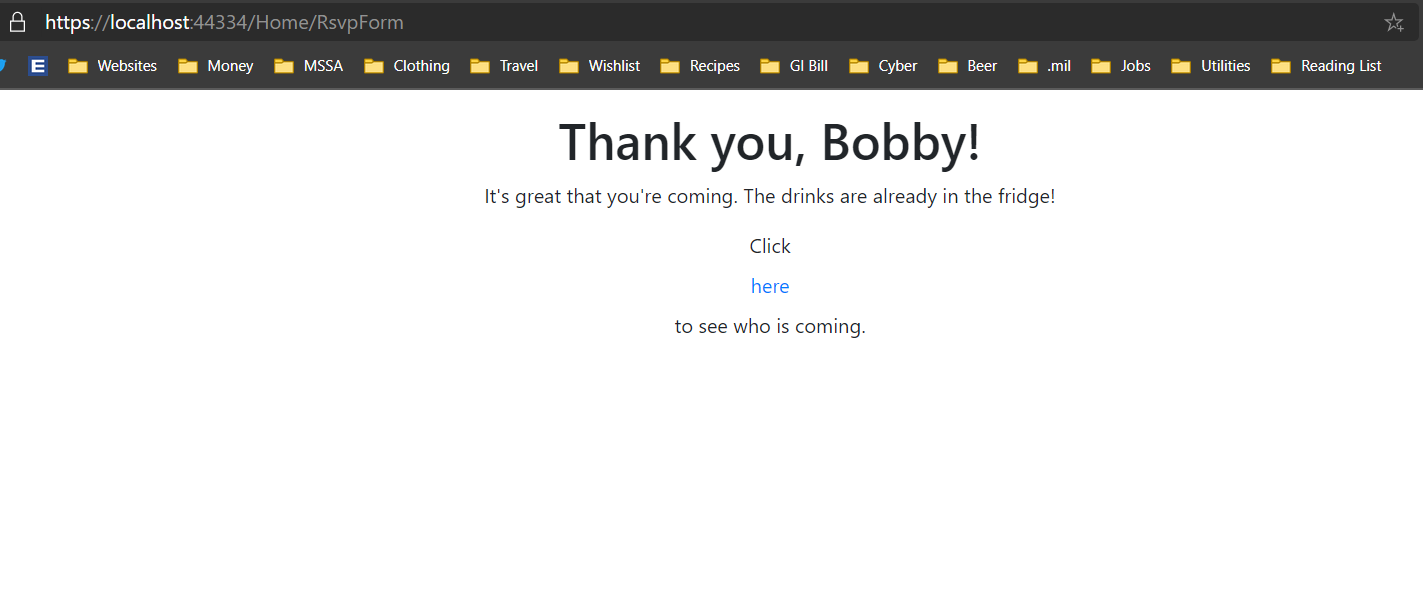 https://localhost:44334/Home/RsvpForm
E Websites Money MSSA Clothing Travel Wishlist Recipes GI Bill Cyber Beer .mil Jobs Utilities Reading List
Thank you, Bobby!
It's great that you're coming. The drinks are already in the fridge!
Click
here
to see who is coming.